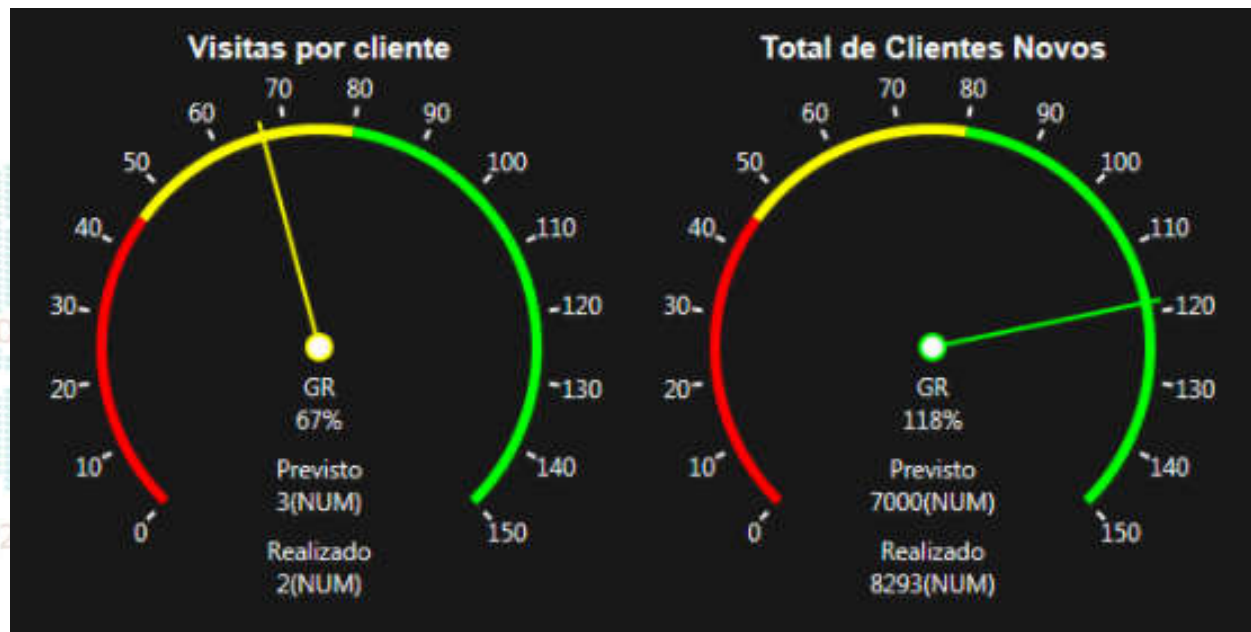 Visitas por cliente
0
10
20
30
40
50
60
70
80
90
100
110
120
130
140
150
GR
67%
Previsto
3(NUM)
Realizado
2(NUM)
Total de Clientes Novos
0
10
20
30
40
50
60
70
80
90
100
110
120
130
140
150
GR
118%
Previsto
7000(NUM)
Realizado
8293(NUM)